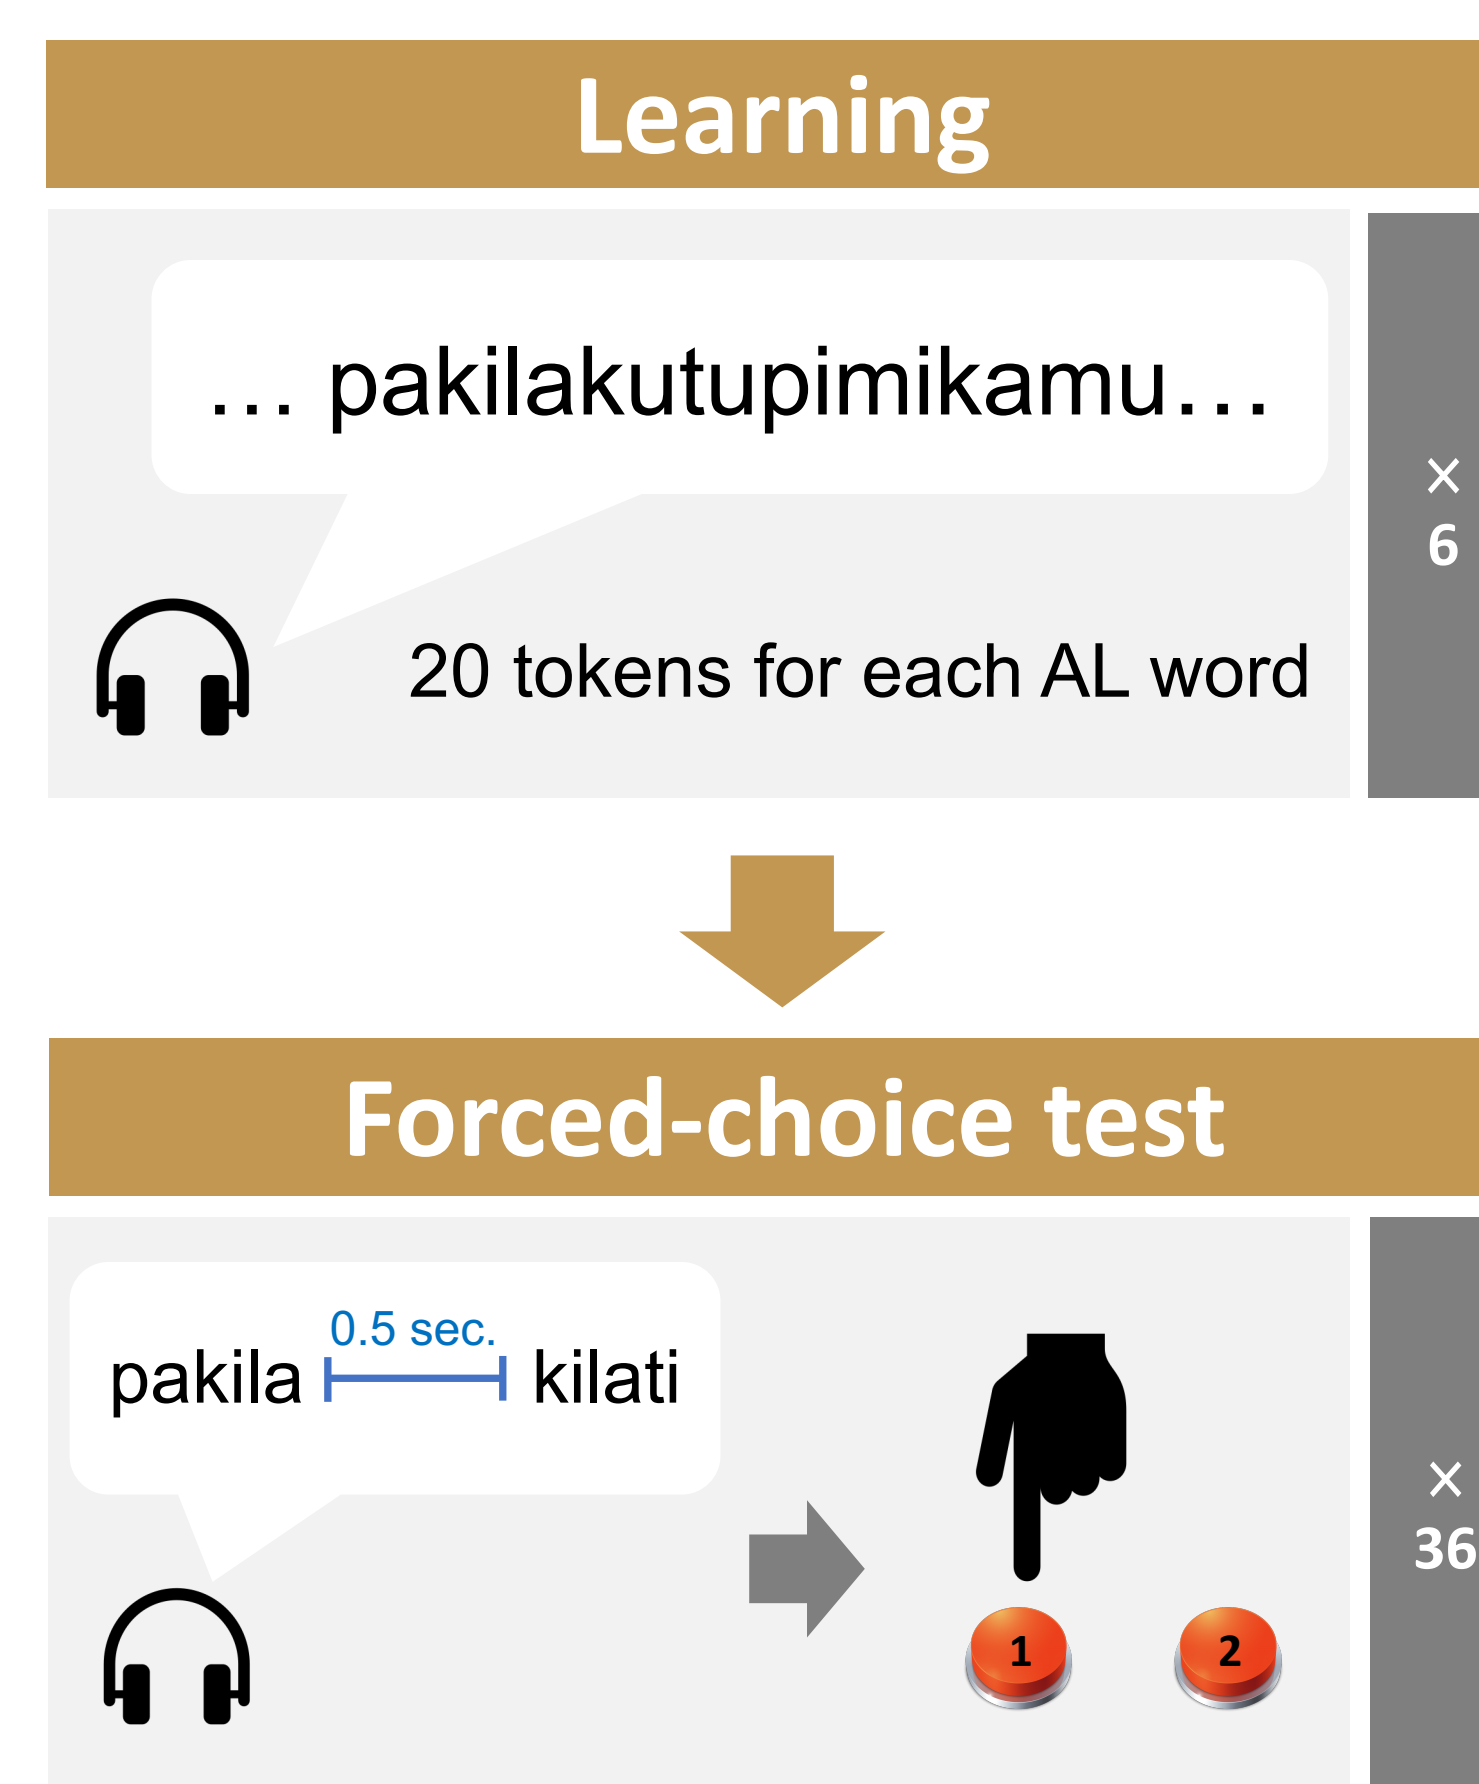 Learning
… pakilakutupimikamu…
20 tokens for each AL word
×
6
Forced-choice test
0.5 sec.
pakila kilati
×
36
1 2